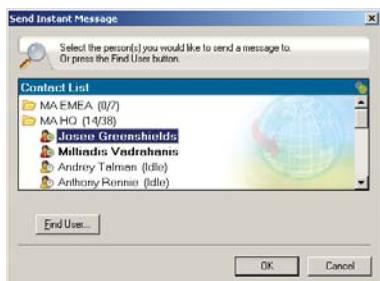 Send Instant Message
Select the person(s) you would like to send a message to.
Or press the Find User button.
Contact List
MA EMEA (0/7)
MA HQ (14/38)
Josee Greenshields
Milliadis Vadrahanis
Andrey Talman (Idle)
Anthony Rennie (Idle)
Find User...
OK
Cancel